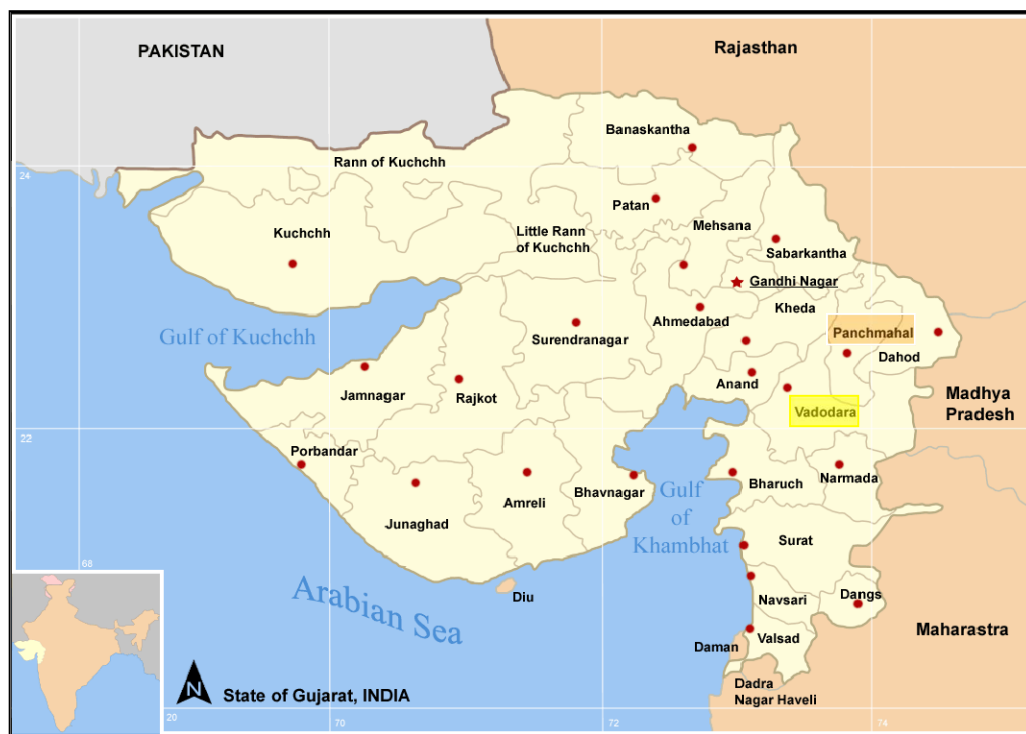 PAKISTAN
Rajasthan
Banaskantha
Rann of Kuchchh
24
Patan
Mehsana
Kuchchh
Little Rann
of Kuchchh
Sabarkantha
Gandhi Nagar
Kheda
Gulf of Kuchchh
Surendranagar
Ahmedabad
Panchmahal
Dahod
Jamnagar
Rajkot
Anand
Vadodara
Madhya
Pradesh
22
Porbandar
Junaghad
Amreli
Bhavnagar
Gulf
of
Khambhat
Bharuch
Narmada
Surat
68
Arabian Sea
Diu
Navsari
Dangs
Daman
Valsad
Maharastra
Dadra
Nagar Haveli
N
State of Gujarat, INDIA
20
70
72
74